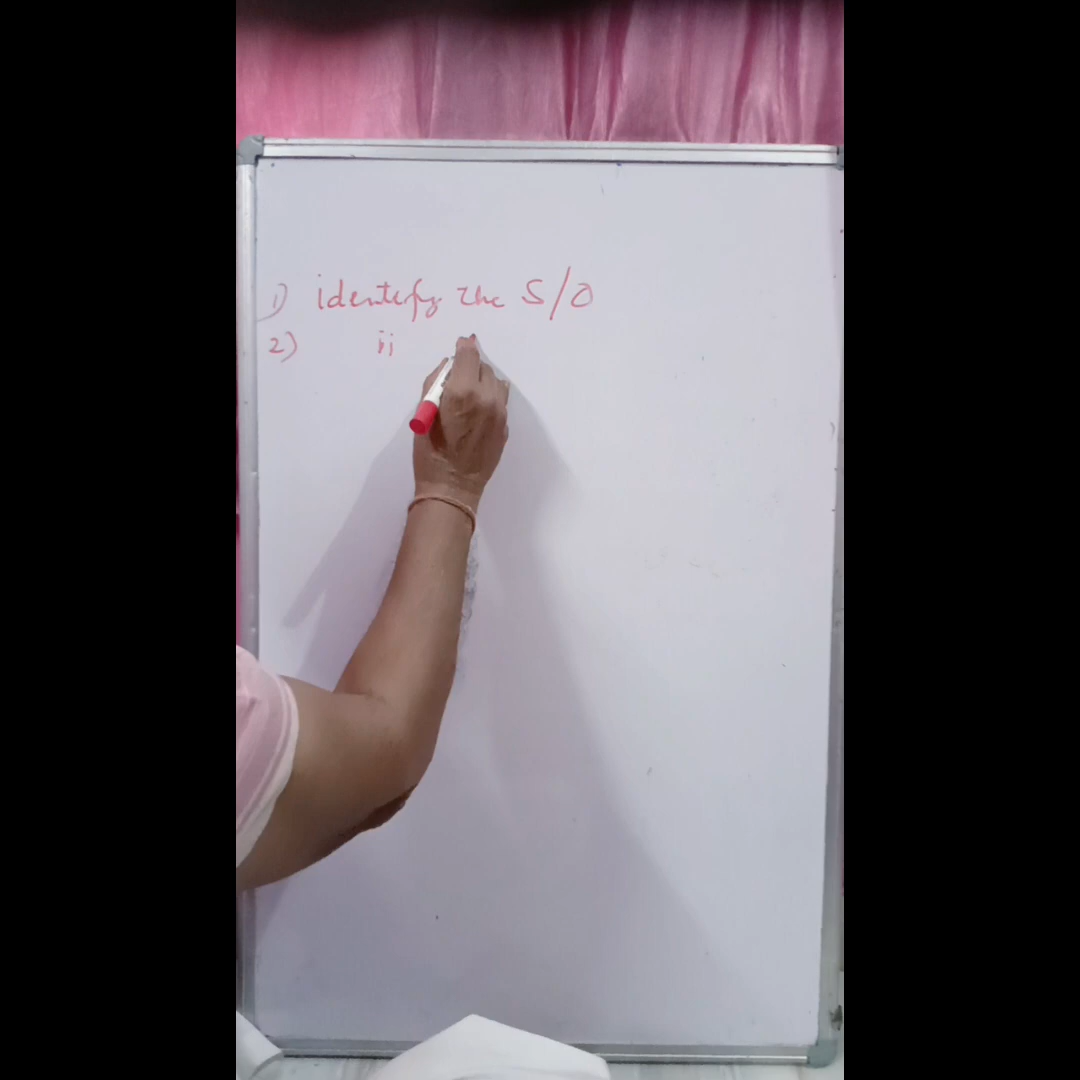 1) identify the S/O
2) ii